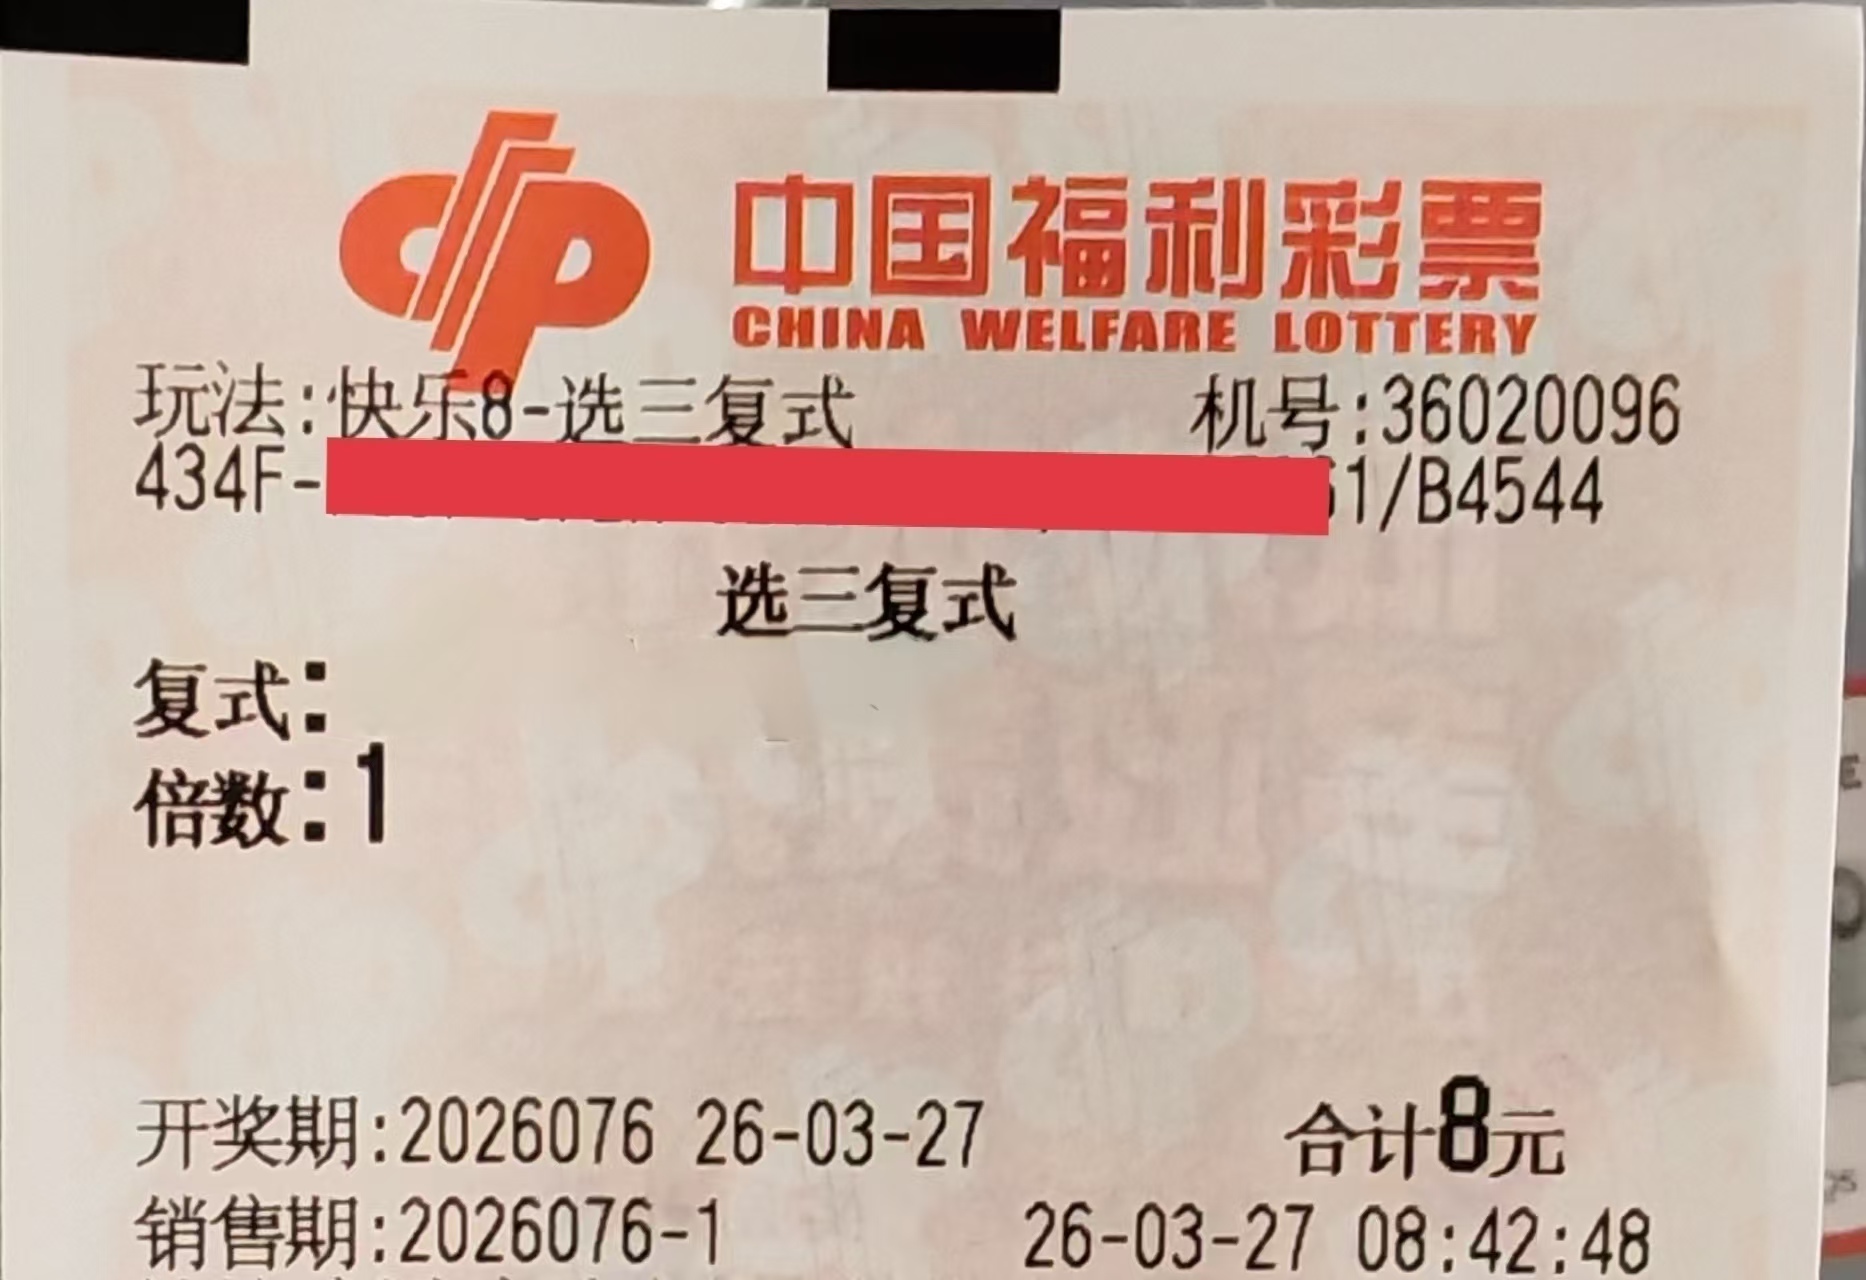 中国福利彩票
CHINA WELFARE LOTTERY
玩法:快乐8-选三复式 机号:36020096
434F- 61/B4544
选三复式
复式:
倍数:1
开奖期:2026076 26-03-27 合计8元
销售期:2026076-1 26-03-27 08:42:48